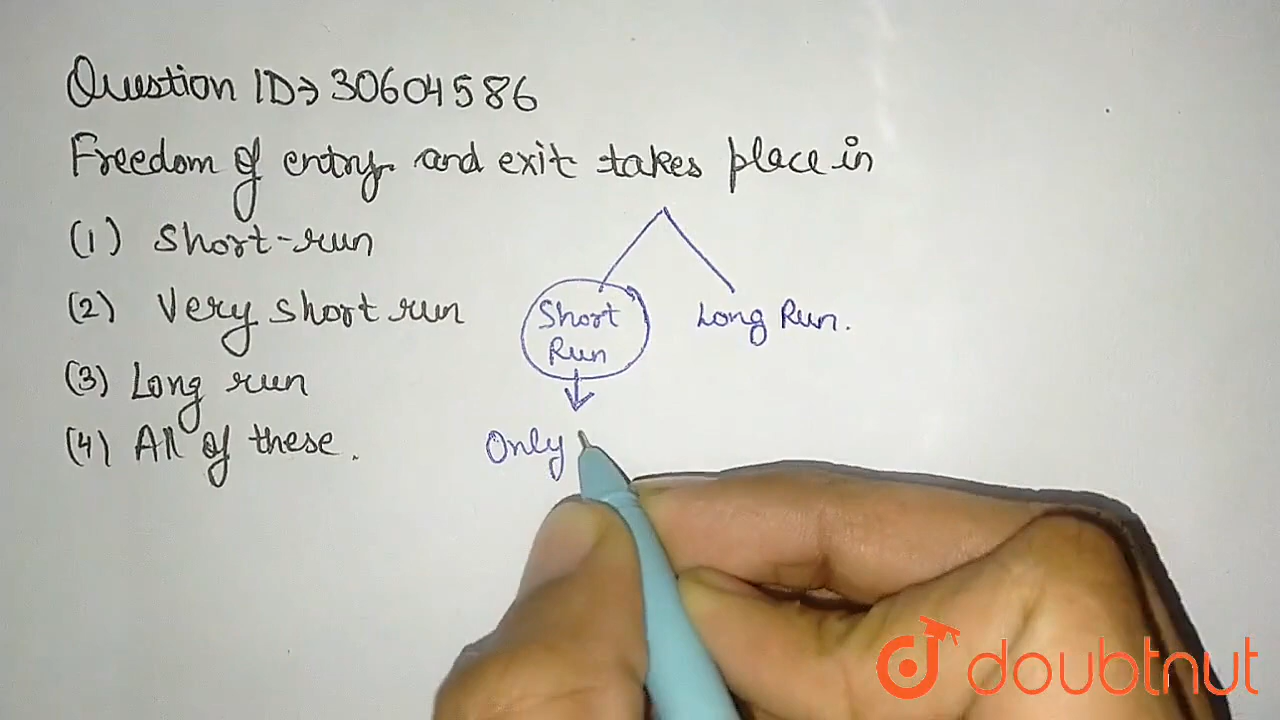 Question ID→ 30604586
Freedom of entry and exit takes place in
(1) Short-run
(2) Very short run
(3) Long run
(4) All of these.
Short
Run
Long Run.
Only
doubtnut